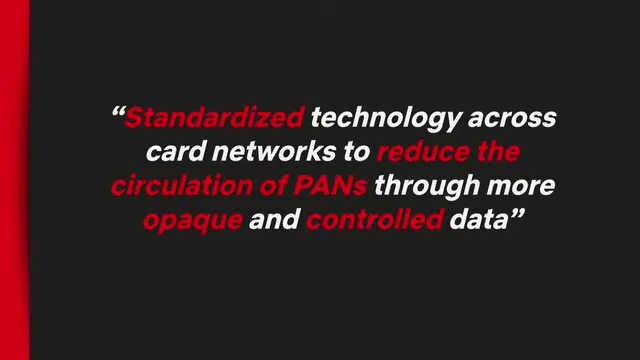 “Standardized technology across
card networks to reduce the
circulation of PANs through more
opaque and controlled data”